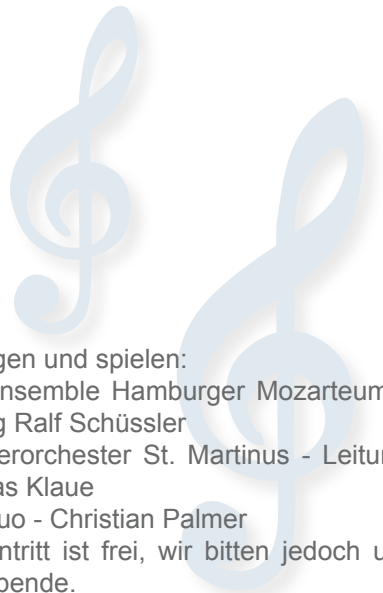 gen und spielen:
nsemble Hamburger Mozarteum
g Ralf Schüssler
erorchester St. Martinus - Leitur
as Klaue
uo - Christian Palmer
ntritt ist frei, wir bitten jedoch u
pende.